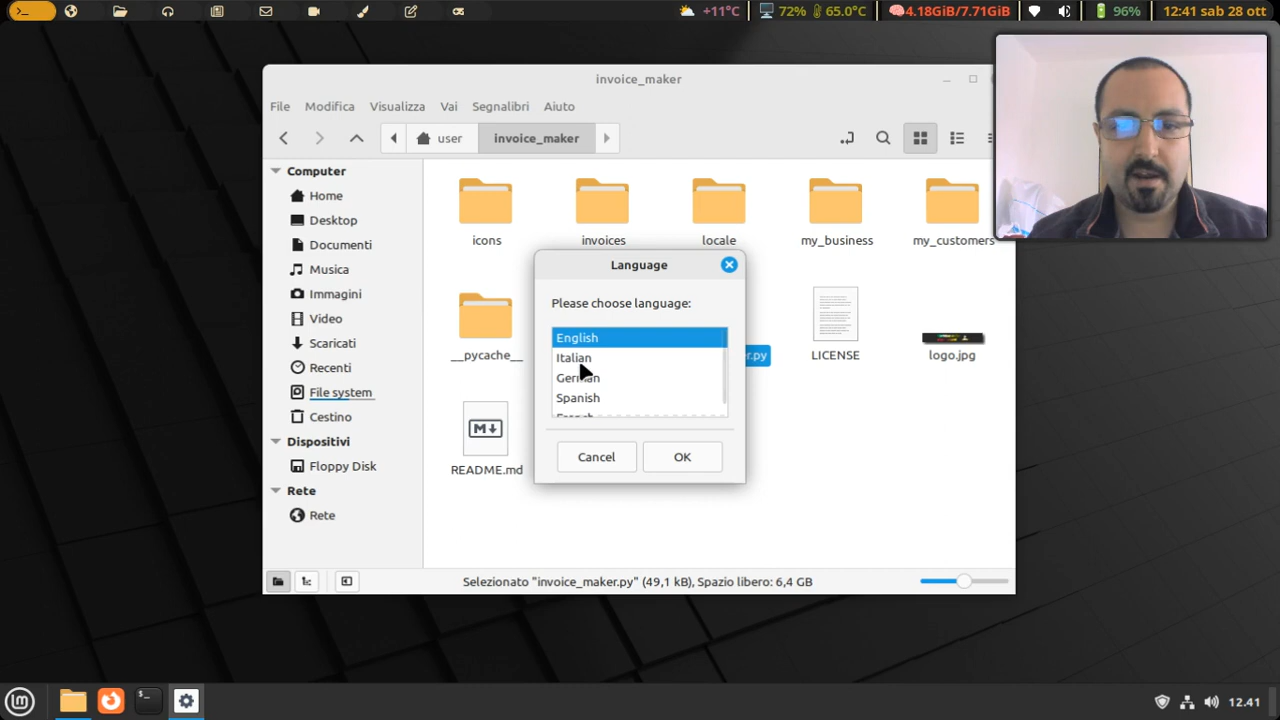 +11°C
72%
65.0°C
4.18GiB/7.71GiB
96%
12:41 sab 28 ott
invoice_maker
File
Modifica
Visualizza
Vai
Segnalibri
Aiuto
user
invoice_maker
Computer
Home
Desktop
Documenti
Musica
Immagini
Video
Scaricati
Recenti
File system
Cestino
Dispositivi
Floppy Disk
Rete
Rete
icons
invoices
locale
my_business
my_customers
__pycache__
r.py
LICENSE
logo.jpg
README.md
Language
Please choose language:
English
Italian
German
Spanish
French
Cancel
OK
Selezionato "invoice_maker.py" (49,1 kB), Spazio libero: 6,4 GB
12.41